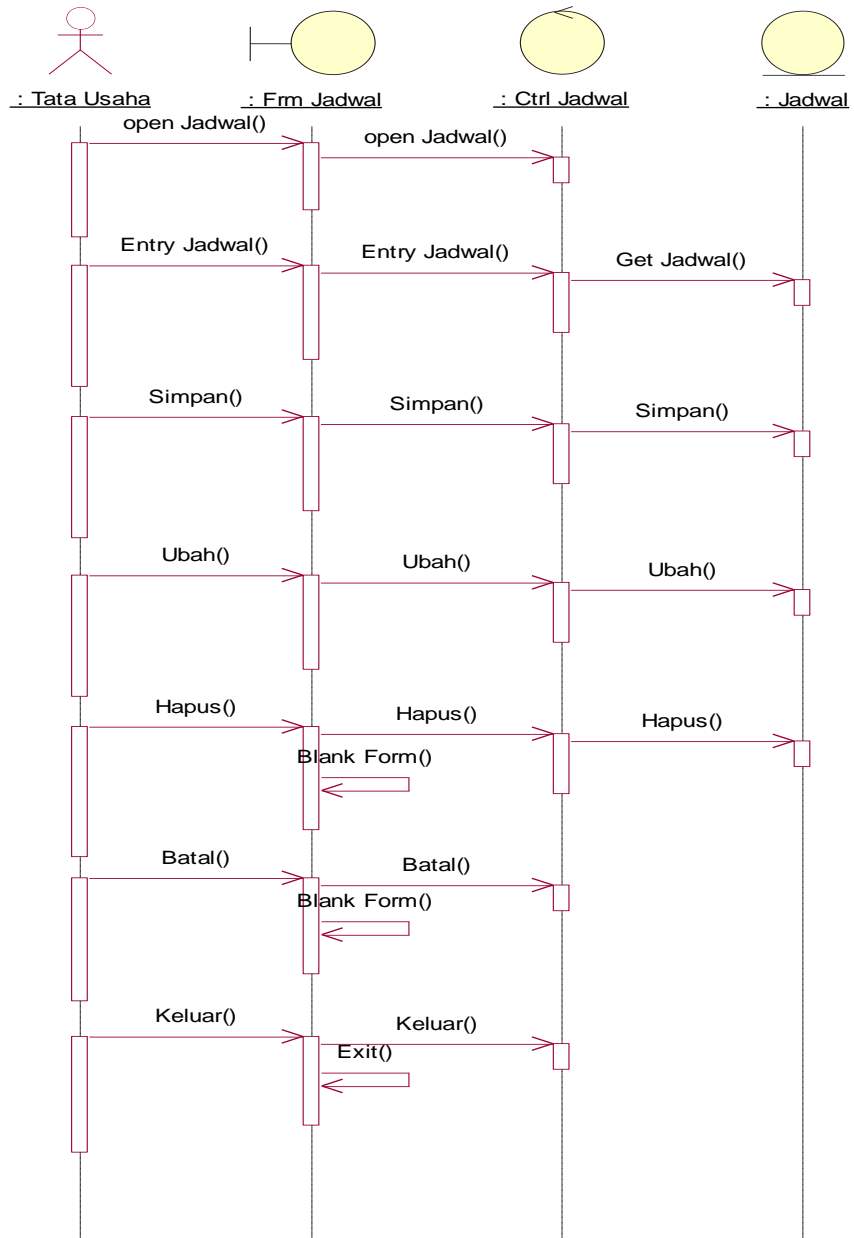 : Tata Usaha
: Frm Jadwal
: Ctrl Jadwal
: Jadwal
open Jadwal()
open Jadwal()
Entry Jadwal()
Entry Jadwal()
Get Jadwal()
Simpan()
Simpan()
Simpan()
Ubah()
Ubah()
Ubah()
Hapus()
Hapus()
Hapus()
Blank Form()
Batal()
Batal()
Blank Form()
Keluar()
Keluar()
Exit()